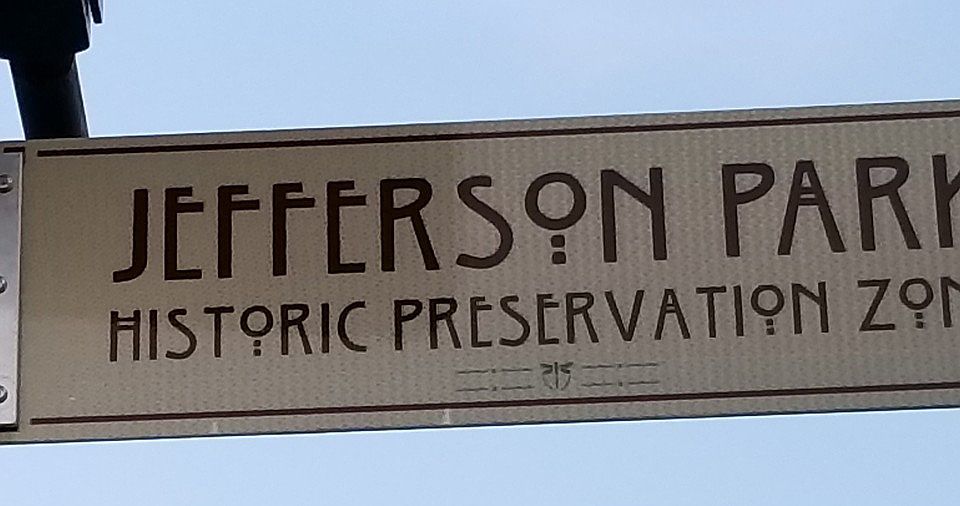 JEFFERSON PARK
HISTORIC PRESERVATION ZON